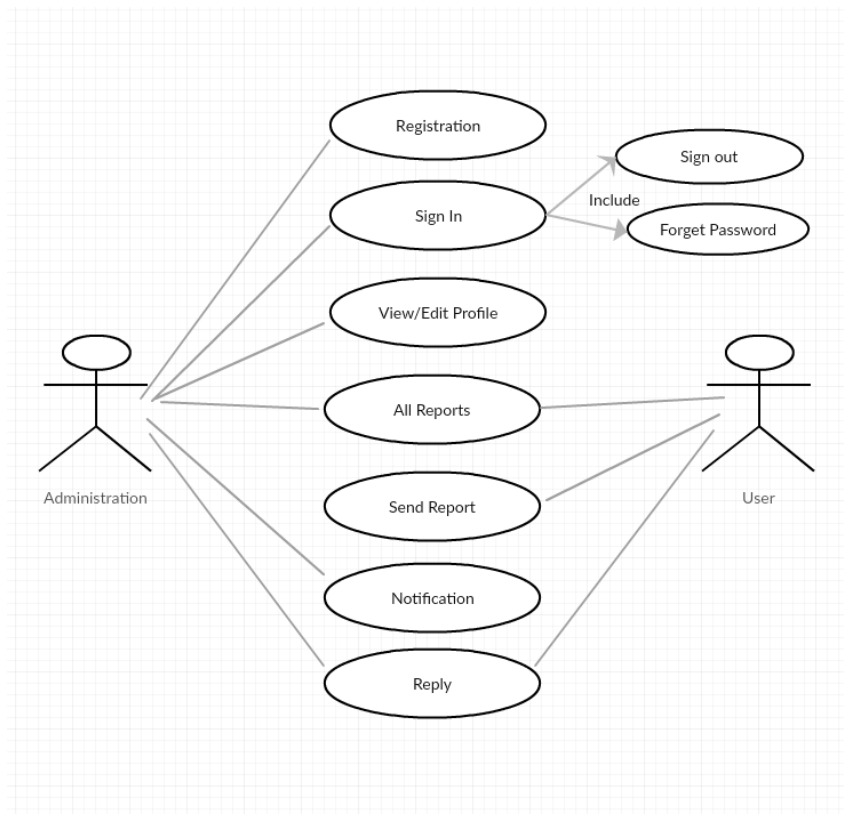 Registration
Sign out
Include
Sign In
Forget Password
View/Edit Profile
All Reports
Administration
User
Send Report
Notification
Reply